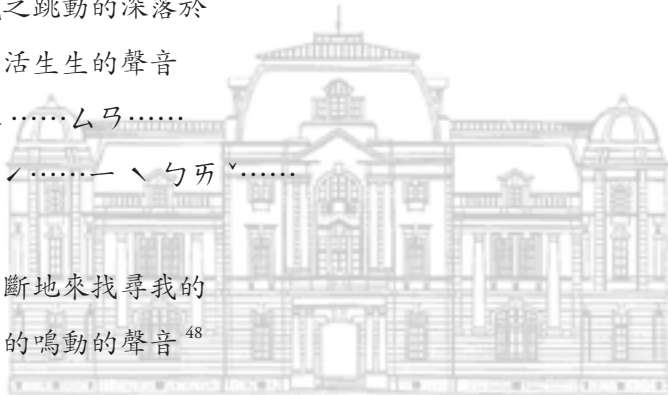 之跳動的深落於
活生生的聲音
……ㄙㄢ……
ˊ……ㄧˋㄅㄞˇ……
斷地來找尋我的
的鳴動的聲音 48